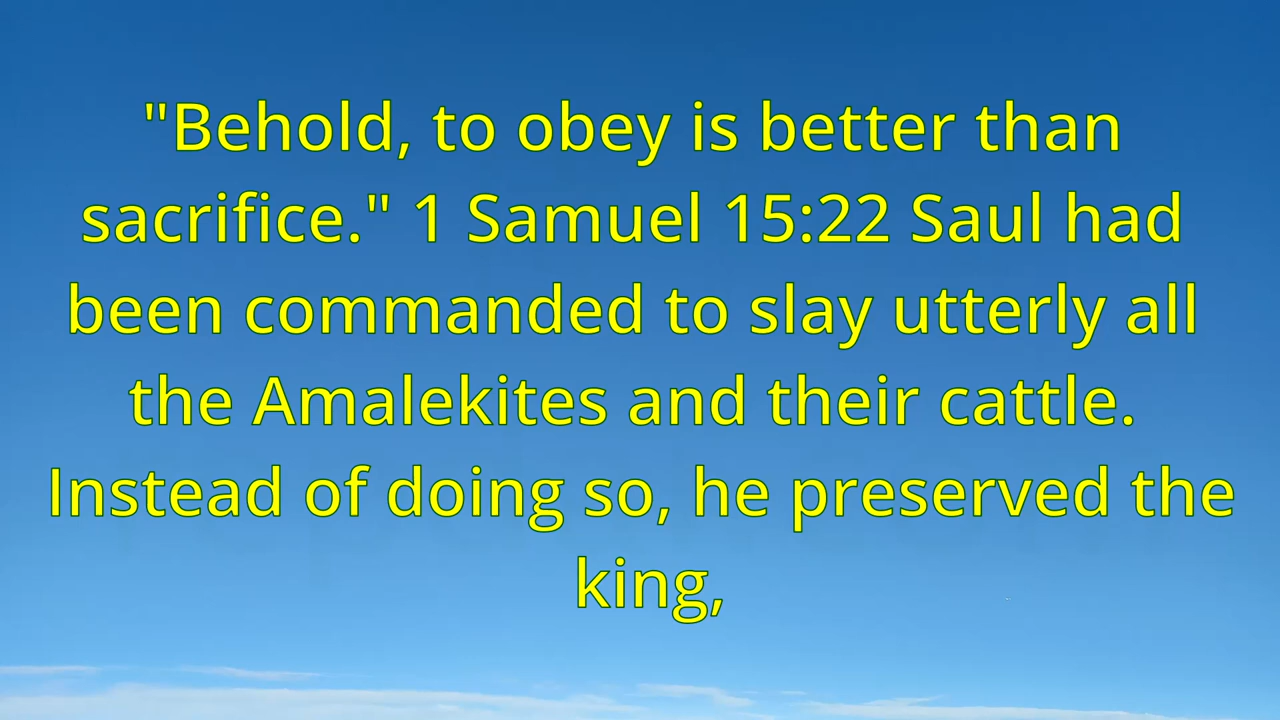 "Behold, to obey is better than
sacrifice." 1 Samuel 15:22 Saul had
been commanded to slay utterly all
the Amalekites and their cattle.
Instead of doing so, he preserved the
king,